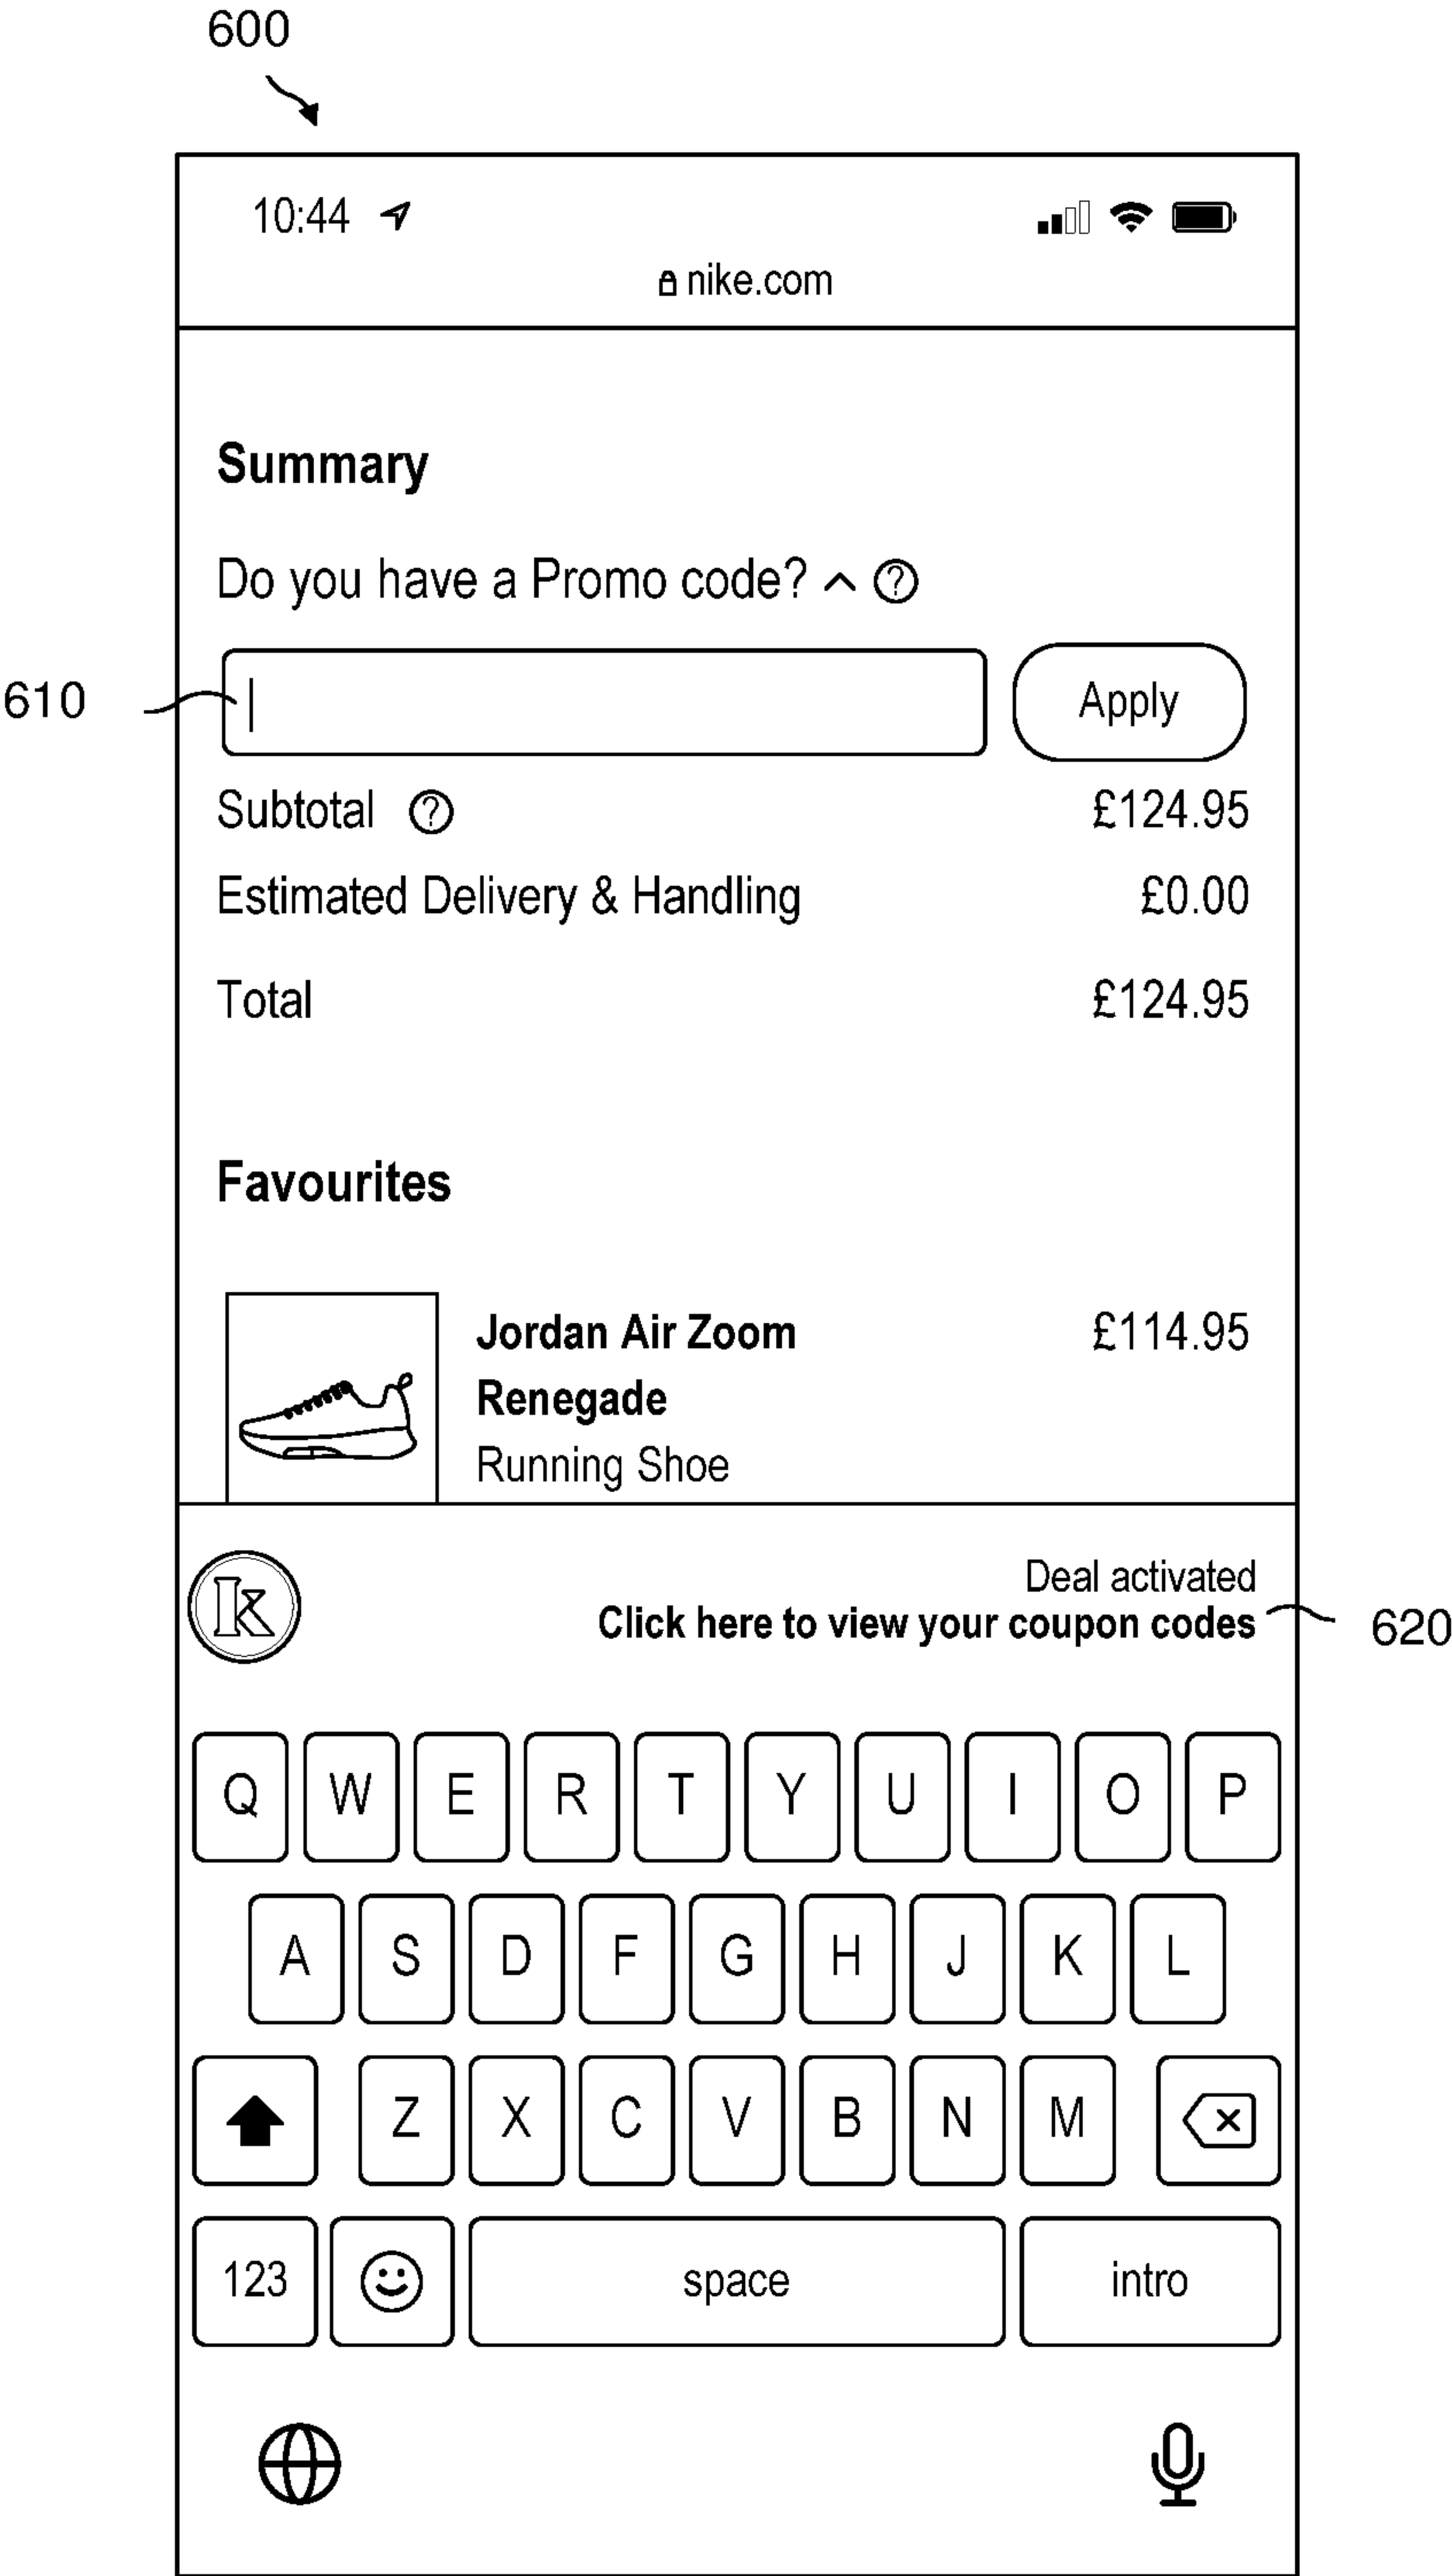 600
10:44
nike.com
Summary
Do you have a Promo code? ^ ?
610
Apply
Subtotal ? £124.95
Estimated Delivery & Handling £0.00
Total £124.95
Favourites
Jordan Air Zoom £114.95
Renegade
Running Shoe
k
Deal activated
Click here to view your coupon codes
620
Q W E R T Y U I O P
A S D F G H J K L
Z X C V B N M
123 space intro